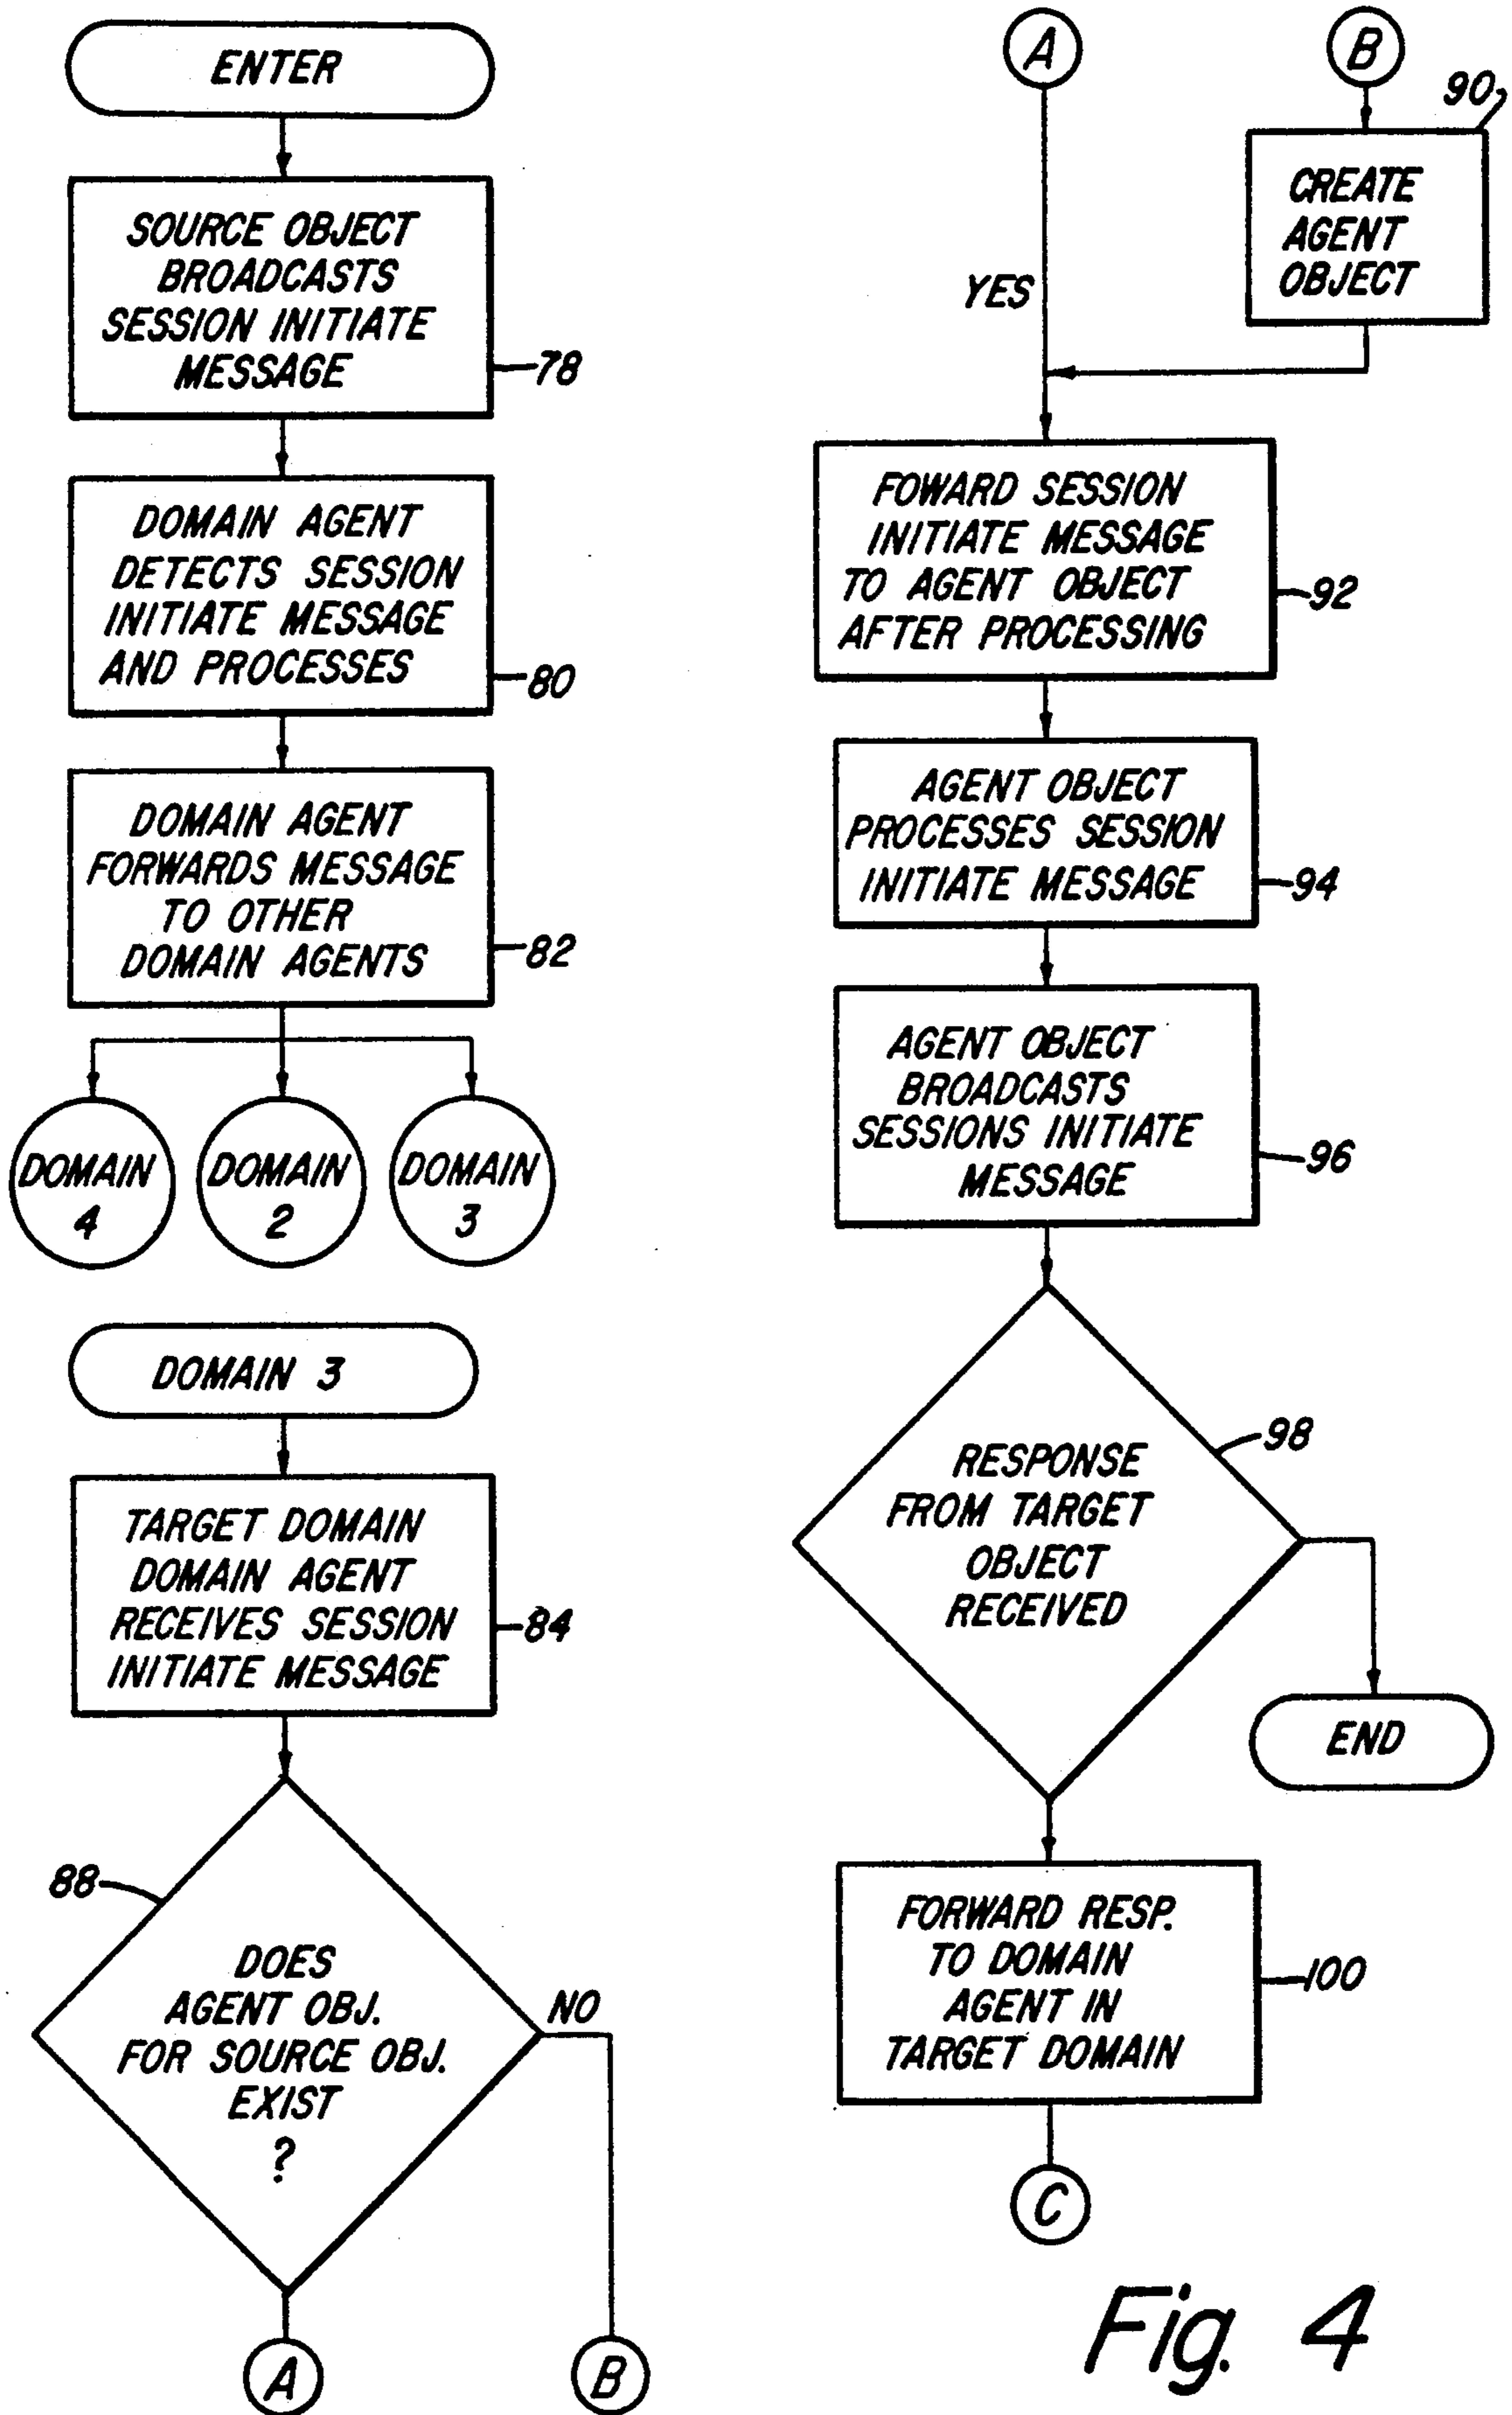 ENTER
SOURCE OBJECT
BROADCASTS
SESSION INITIATE
MESSAGE
78
DOMAIN AGENT
DETECTS SESSION
INITIATE MESSAGE
AND PROCESSES
80
DOMAIN AGENT
FORWARDS MESSAGE
TO OTHER
DOMAIN AGENTS
82
DOMAIN
4
DOMAIN
2
DOMAIN
3
DOMAIN 3
TARGET DOMAIN
DOMAIN AGENT
RECEIVES SESSION
INITIATE MESSAGE
84
88
DOES
AGENT OBJ.
FOR SOURCE OBJ.
EXIST
?
NO
A
B
A
B
90
CREATE
AGENT
OBJECT
YES
FOWARD SESSION
INITIATE MESSAGE
TO AGENT OBJECT
AFTER PROCESSING
92
AGENT OBJECT
PROCESSES SESSION
INITIATE MESSAGE
94
AGENT OBJECT
BROADCASTS
SESSIONS INITIATE
MESSAGE
96
RESPONSE
FROM TARGET
OBJECT
RECEIVED
98
END
FORWARD RESP.
TO DOMAIN
AGENT IN
TARGET DOMAIN
100
C
Fig. 4